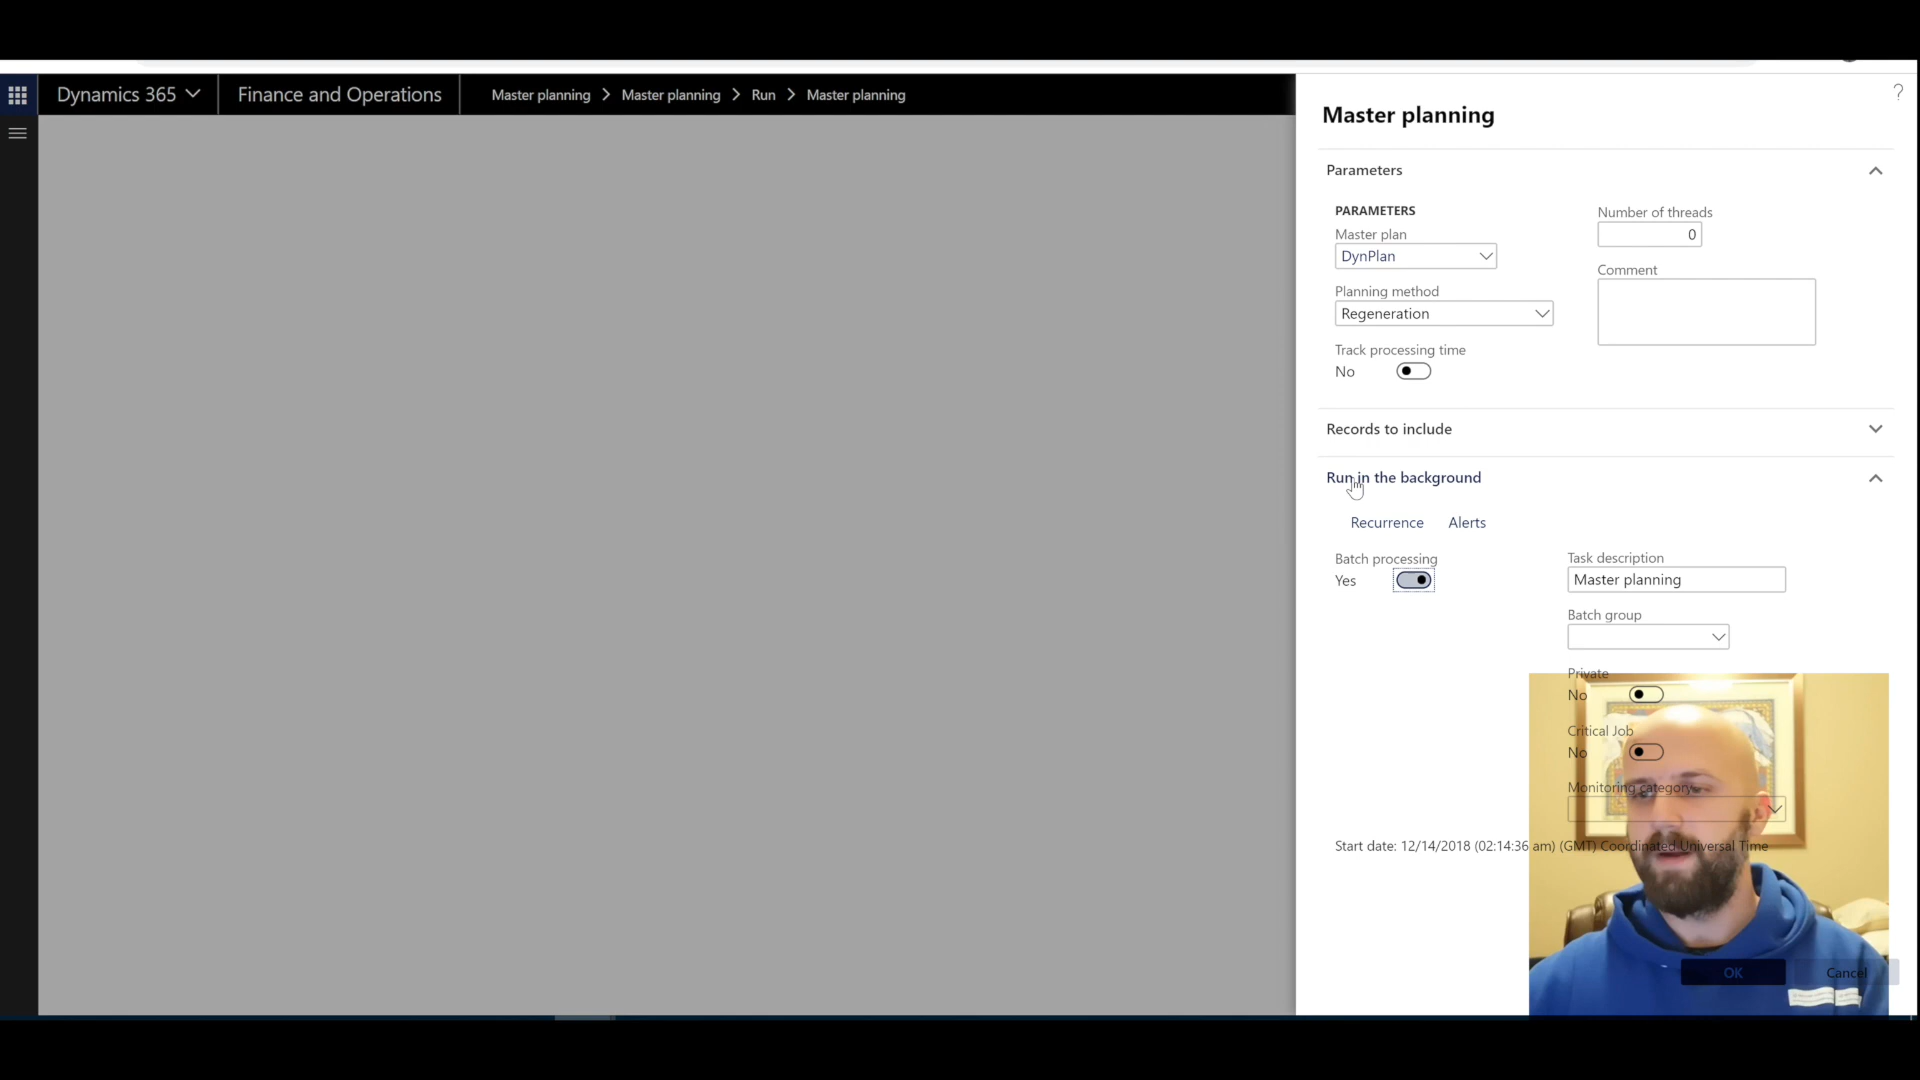 Dynamics 365
Finance and Operations
Master planning > Master planning > Run > Master planning
?
Master planning
Parameters
PARAMETERS
Master plan
DynPlan
Planning method
Regeneration
Track processing time
No
Number of threads
0
Comment
Records to include
Run in the background
Recurrence Alerts
Batch processing
Yes
Task description
Master planning
Batch group
Private
No
Critical Job
No
Monitoring category
Start date: 12/14/2018 (02:14:36 am) (GMT) Coordinated Universal Time
OK Cancel